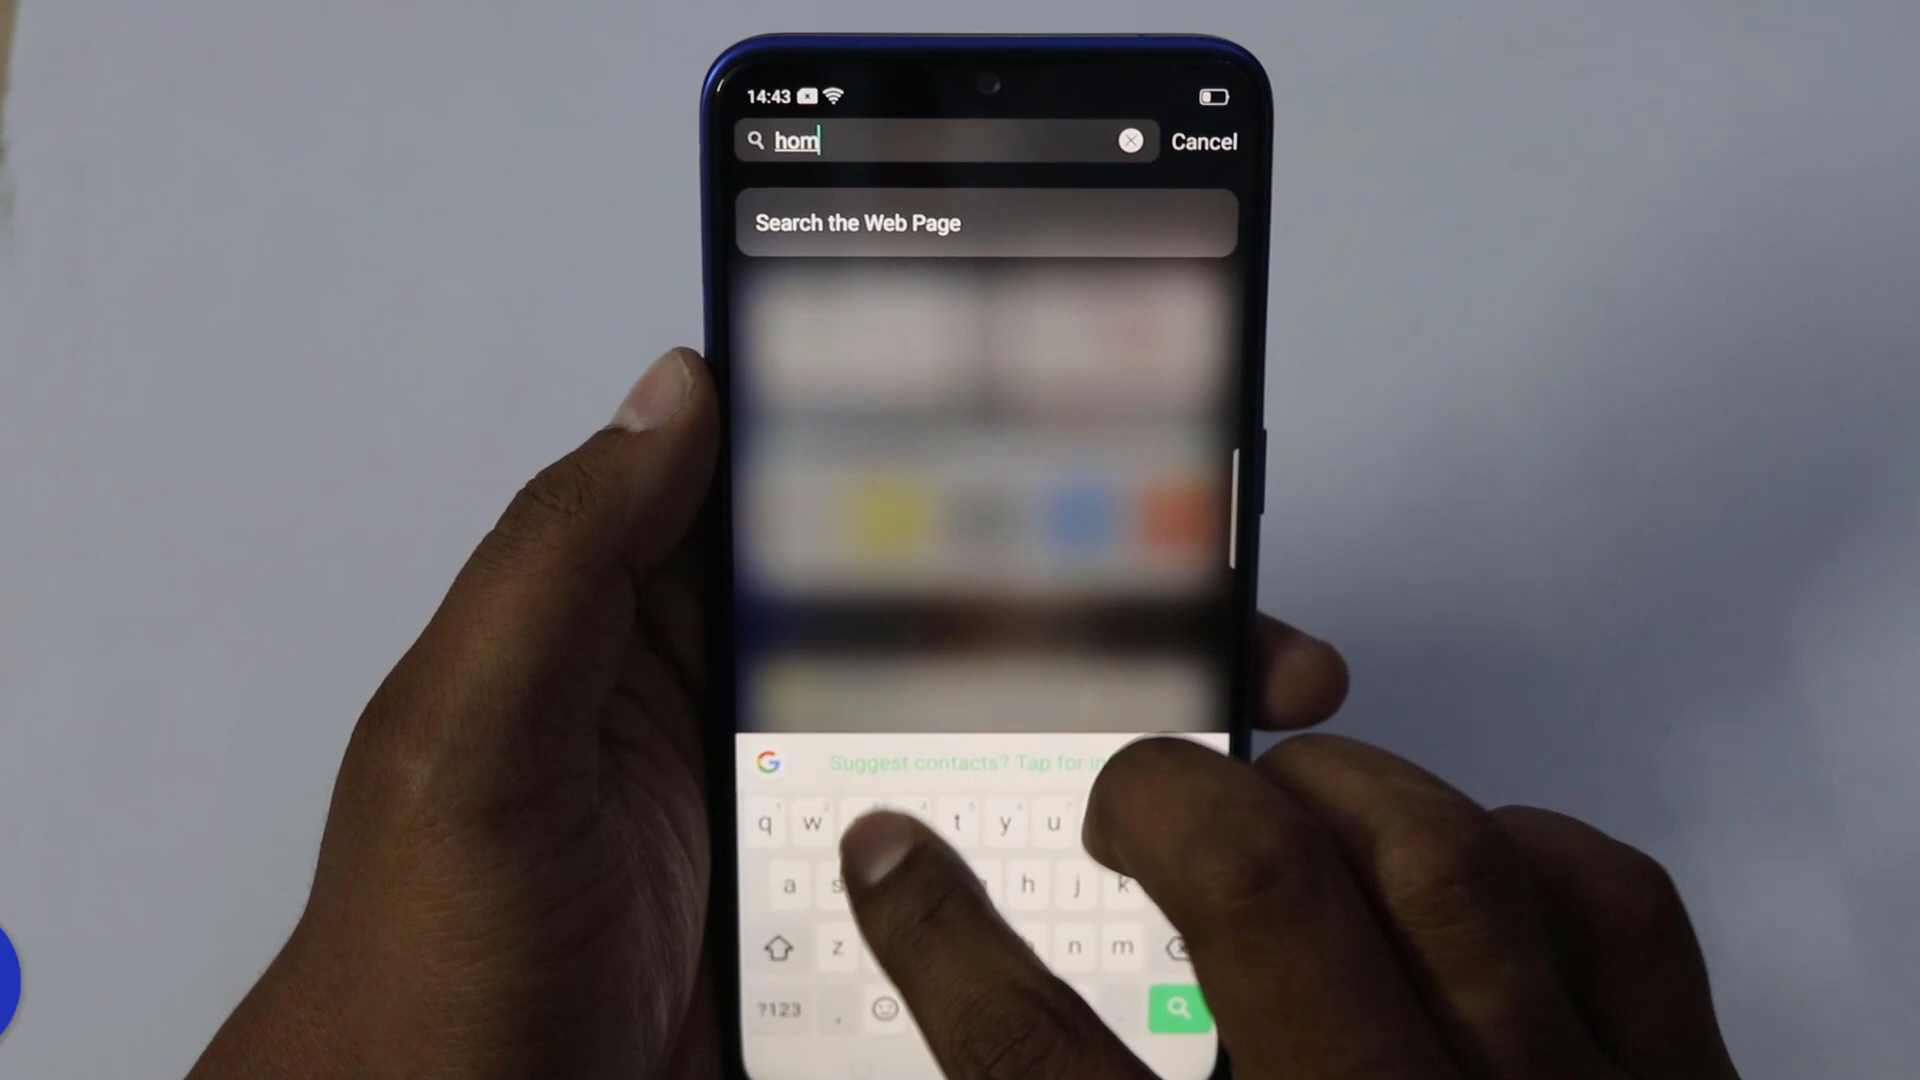 14:43
hom
Cancel
Search the Web Page
Suggest contacts? Tap for
q w t y u
a s h j k
z n m
?123 ,